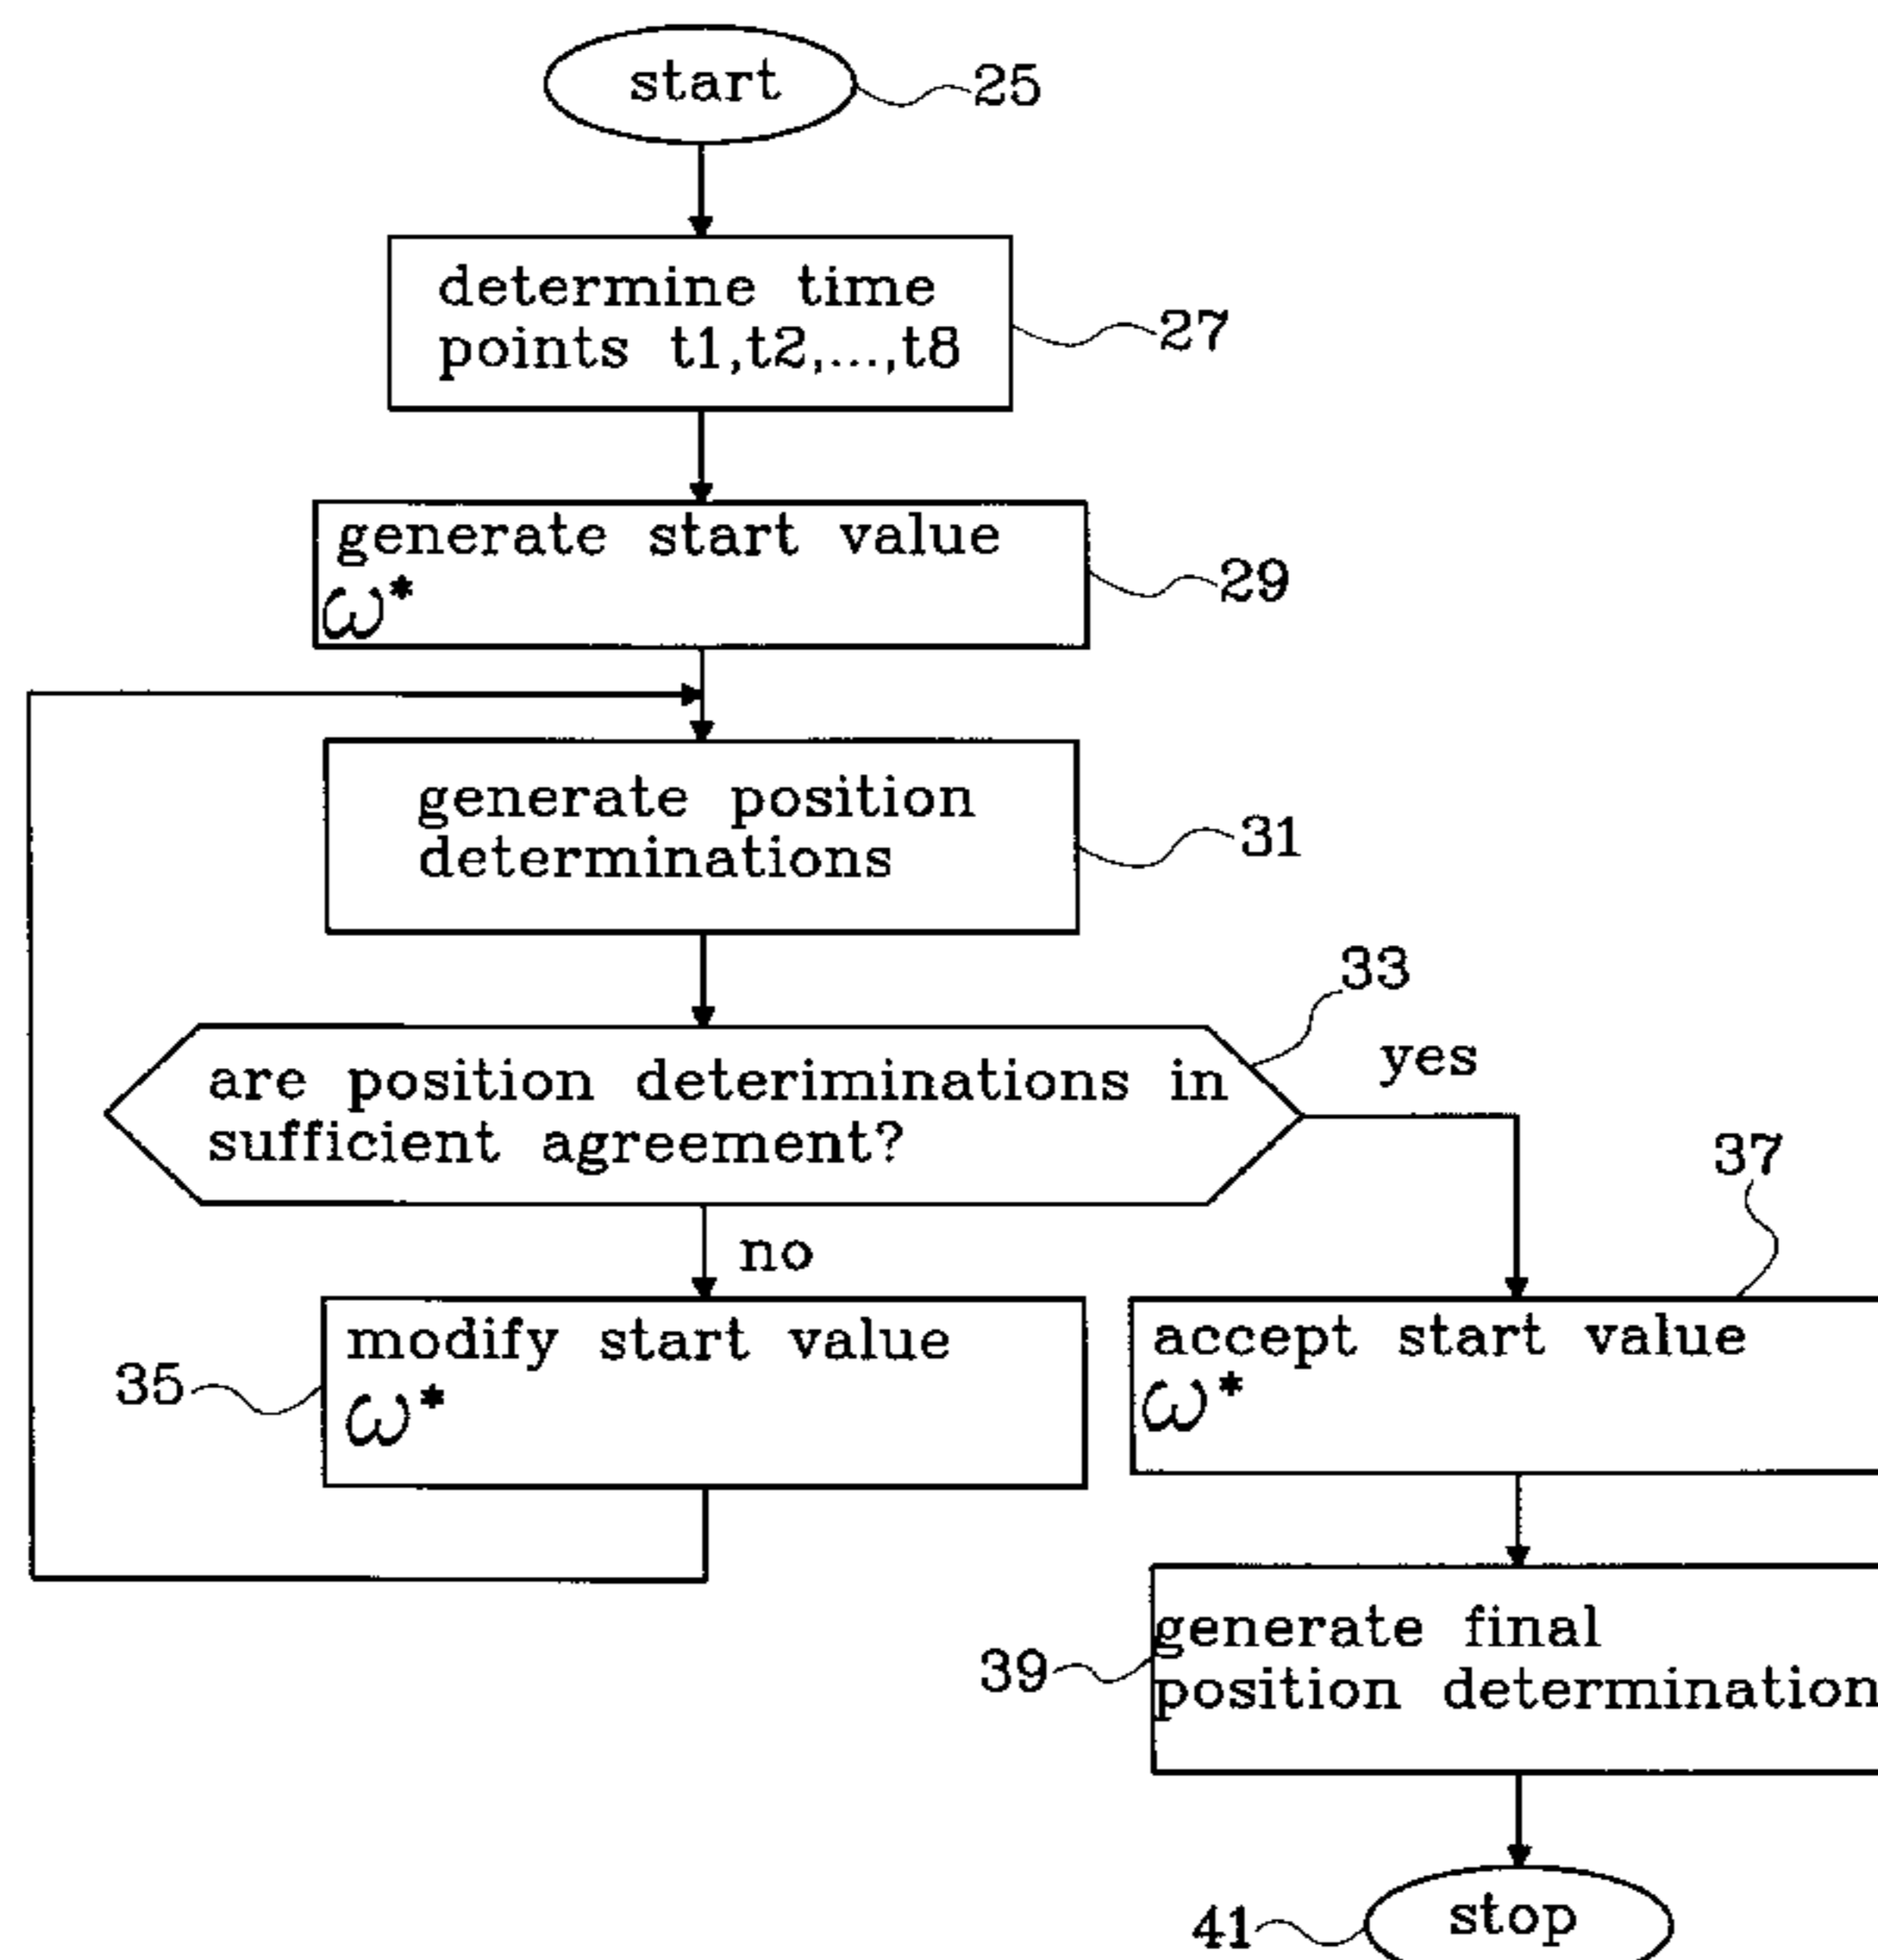 start
25
determine time
points t1,t2,...,t8
27
generate start value
ω*
29
generate position
determinations
31
33
are position deteriminations in
sufficient agreement?
yes
no
37
modify start value
ω*
35
accept start value
ω*
generate final
position determination
39
stop
41